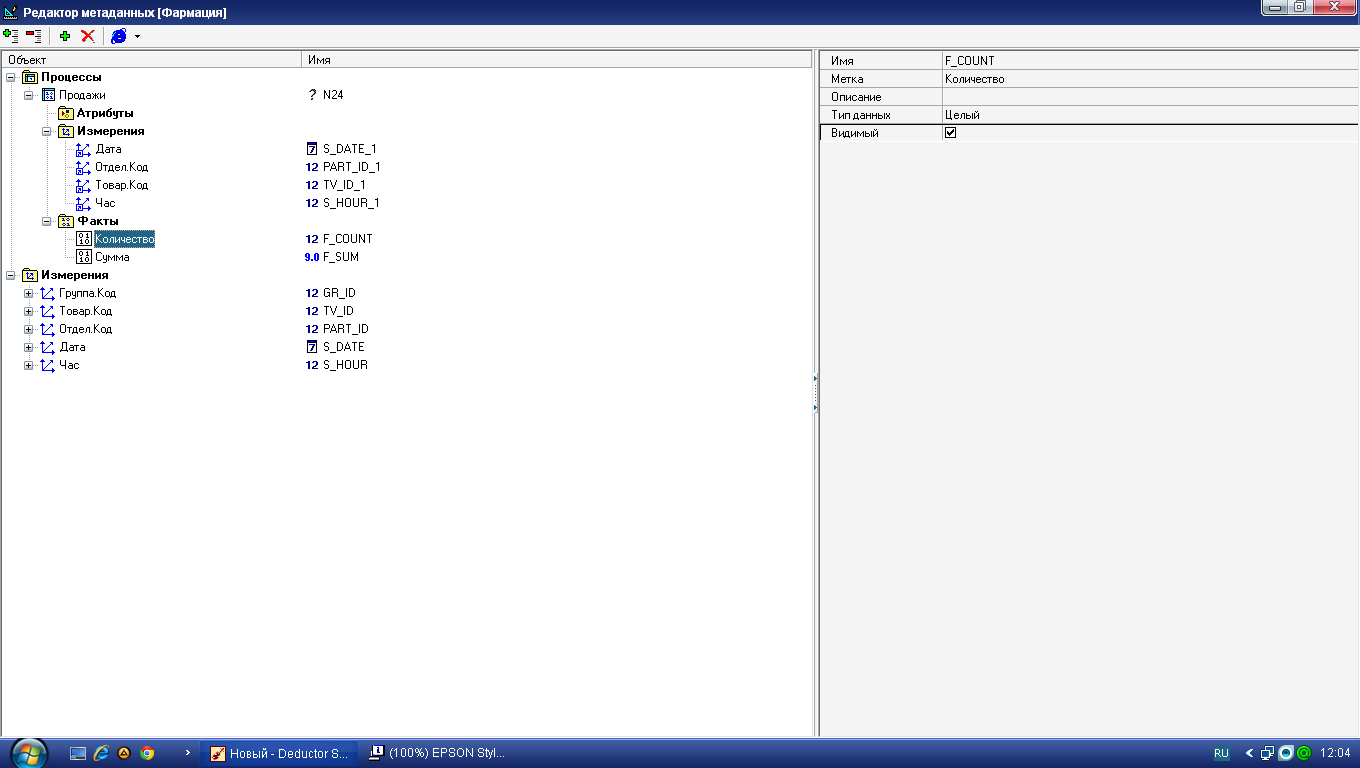 Редактор метаданных [Фармация]
Объект Имя
Процессы
Продажи ? N24
Атрибуты
Измерения
Дата 7 S_DATE_1
Отдел.Код 12 PART_ID_1
Товар.Код 12 TV_ID_1
Час 12 S_HOUR_1
Факты
Количество 12 F_COUNT
Сумма 9.0 F_SUM
Измерения
Группа.Код 12 GR_ID
Товар.Код 12 TV_ID
Отдел.Код 12 PART_ID
Дата 7 S_DATE
Час 12 S_HOUR
Имя F_COUNT
Метка Количество
Описание
Тип данных Целый
Видимый
Новый - Deductor S... (100%) EPSON Styl... RU 12:04